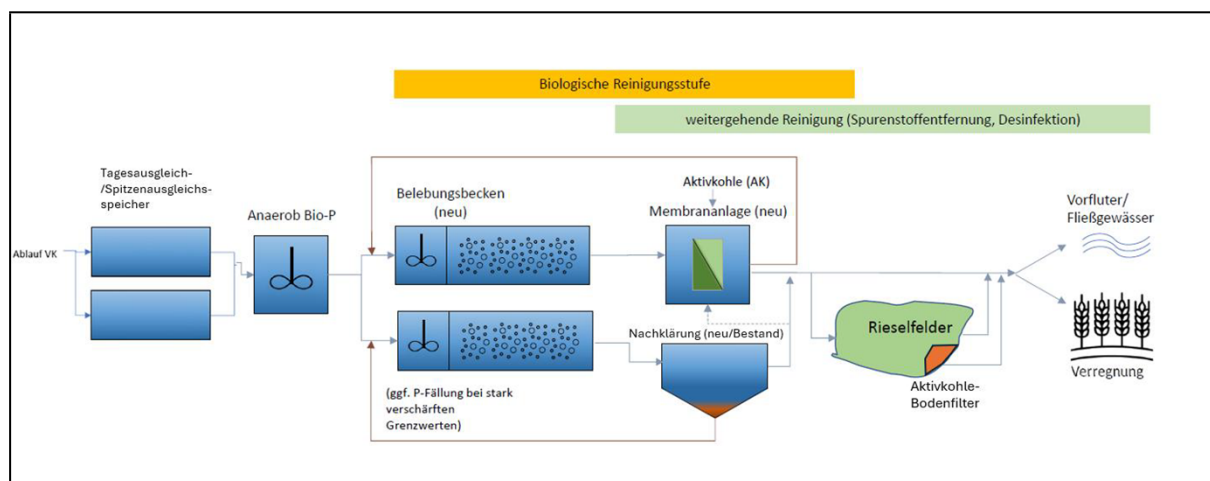 Biologische Reinigungsstufe
weitergehende Reinigung (Spurenstoffentfernung, Desinfektion)
Tagesausgleich-
/Spitzenausgleichs-
speicher
Anaerob Bio-P
Belebungsbecken
(neu)
Aktivkohle (AK)
Membrananlage (neu)
Vorfluter/
Fließgewässer
Ablauf VK
Nachklärung (neu/Bestand)
Rieselfelder
Aktivkohle-
Bodenfilter
Verregnung
(ggf. P-Fällung bei stark
verschärften
Grenzwerten)